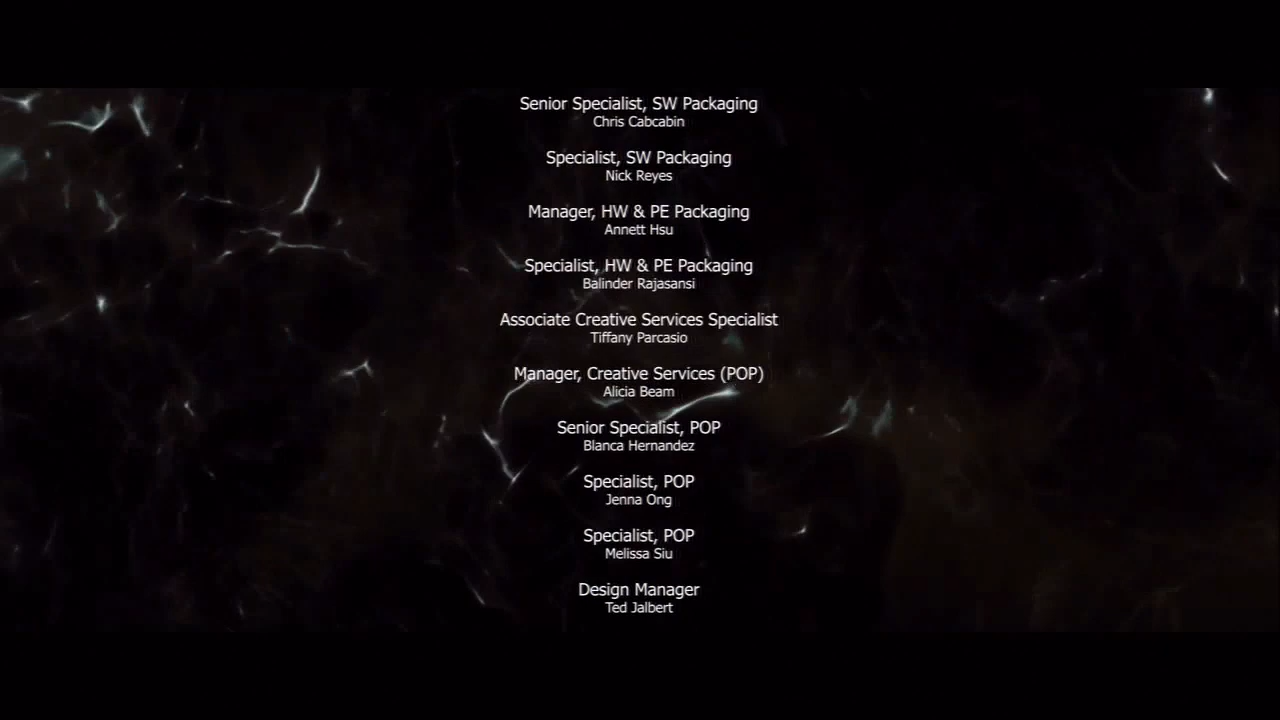 Senior Specialist, SW Packaging
Chris Cabcabin
Specialist, SW Packaging
Nick Reyes
Manager, HW & PE Packaging
Annett Hsu
Specialist, HW & PE Packaging
Balinder Rajasansi
Associate Creative Services Specialist
Tiffany Parcasio
Manager, Creative Services (POP)
Alicia Beam
Senior Specialist, POP
Blanca Hernandez
Specialist, POP
Jenna Ong
Specialist, POP
Melissa Siu
Design Manager
Ted Jalbert